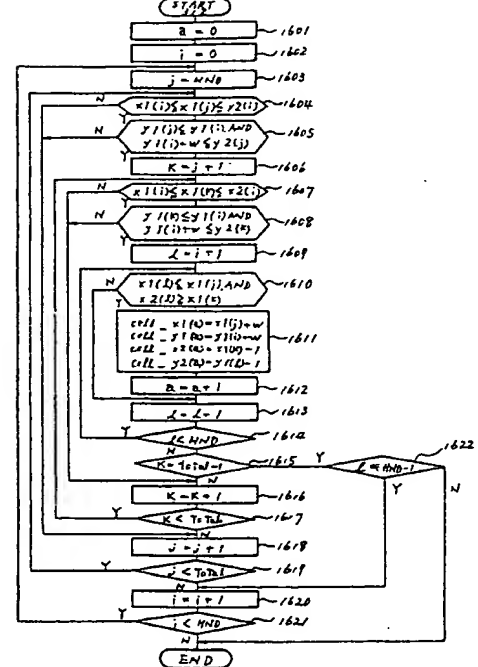 START
a = 0 1601
i = 0 1602
j = HND 1603
N x1(i)≦x1(j)≦ 1604
N y1(j)≦y1(i) AND 1605
y1(i)+w≦y2(j)
Y K = j + 1 1606
N x1(i)≦x1(k)≦x2(i) 1607
N y1(k)≦y1(i) AND 1608
y1(i)+w≦y2(k)
Y l = i + 1 1609
N x1(l)≦x1(j) AND 1610
x2(l)≧x1(k)
Y cell_x1(a)=x1(j)+w 1611
cell_y1(a)=y1(i)+w
cell_x2(a)=x1(k)-1
cell_y2(a)=y1(l)-1
a = a + 1 1612
l = l + 1 1613
Y l < HND 1614
N 1622
K = Total-1 1615 Y l = HND-1
N Y N
K = K + 1 1616
Y K < Total 1617
N
j = j + 1 1618
Y j < Total 1619
N
i = i + 1 1620
Y i < HND 1621
N
END